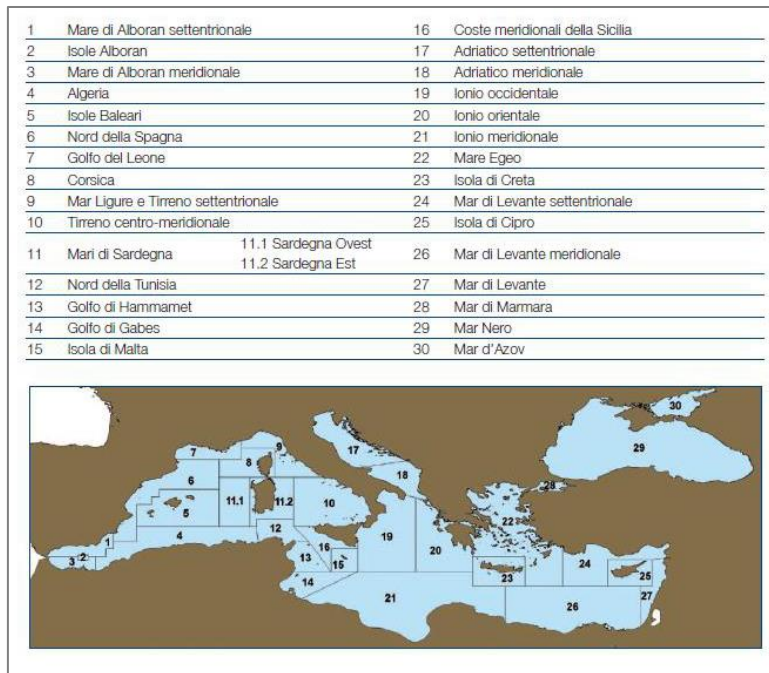 1 Mare di Alboran settentrionale 16 Coste meridionali della Sicilia
2 Isole Alboran 17 Adriatico settentrionale
3 Mare di Alboran meridionale 18 Adriatico meridionale
4 Algeria 19 Ionio occidentale
5 Isole Baleari 20 Ionio orientale
6 Nord della Spagna 21 Ionio meridionale
7 Golfo del Leone 22 Mare Egeo
8 Corsica 23 Isola di Creta
9 Mar Ligure e Tirreno settentrionale 24 Mar di Levante settentrionale
10 Tirreno centro-meridionale 25 Isola di Cipro
11 Mari di Sardegna 11.1 Sardegna Ovest 26 Mar di Levante meridionale
11.2 Sardegna Est
12 Nord della Tunisia 27 Mar di Levante
13 Golfo di Hammamet 28 Mar di Marmara
14 Golfo di Gabes 29 Mar Nero
15 Isola di Malta 30 Mar d'Azov
30
9
17
29
7
8
18
6
28
11.1
11.2
10
5
22
19
4
12
1
16
20
13
2
3
15
24
14
23
25
21
26
27